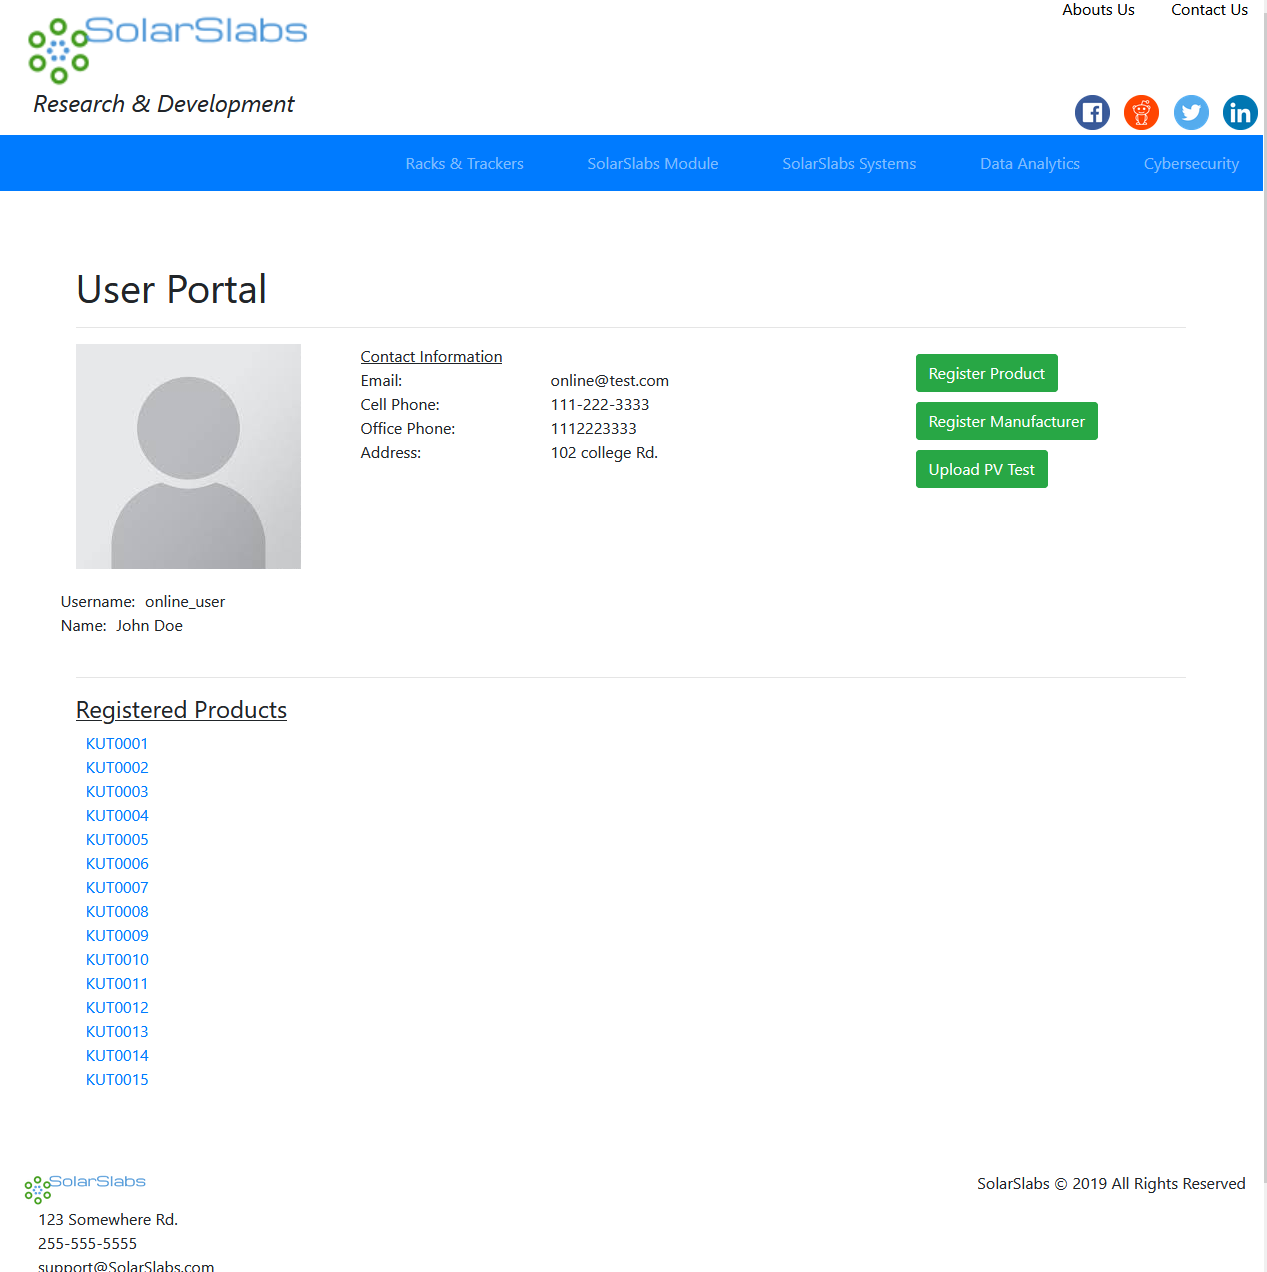 SolarSlabs
Abouts Us Contact Us
Research & Development
Racks & Trackers SolarSlabs Module SolarSlabs Systems Data Analytics Cybersecurity
User Portal
Contact Information
Email: online@test.com
Cell Phone: 111-222-3333
Office Phone: 1112223333
Address: 102 college Rd.
Register Product
Register Manufacturer
Upload PV Test
Username: online_user
Name: John Doe
Registered Products
KUT0001
KUT0002
KUT0003
KUT0004
KUT0005
KUT0006
KUT0007
KUT0008
KUT0009
KUT0010
KUT0011
KUT0012
KUT0013
KUT0014
KUT0015
SolarSlabs
SolarSlabs © 2019 All Rights Reserved
123 Somewhere Rd.
255-555-5555
support@SolarSlabs.com